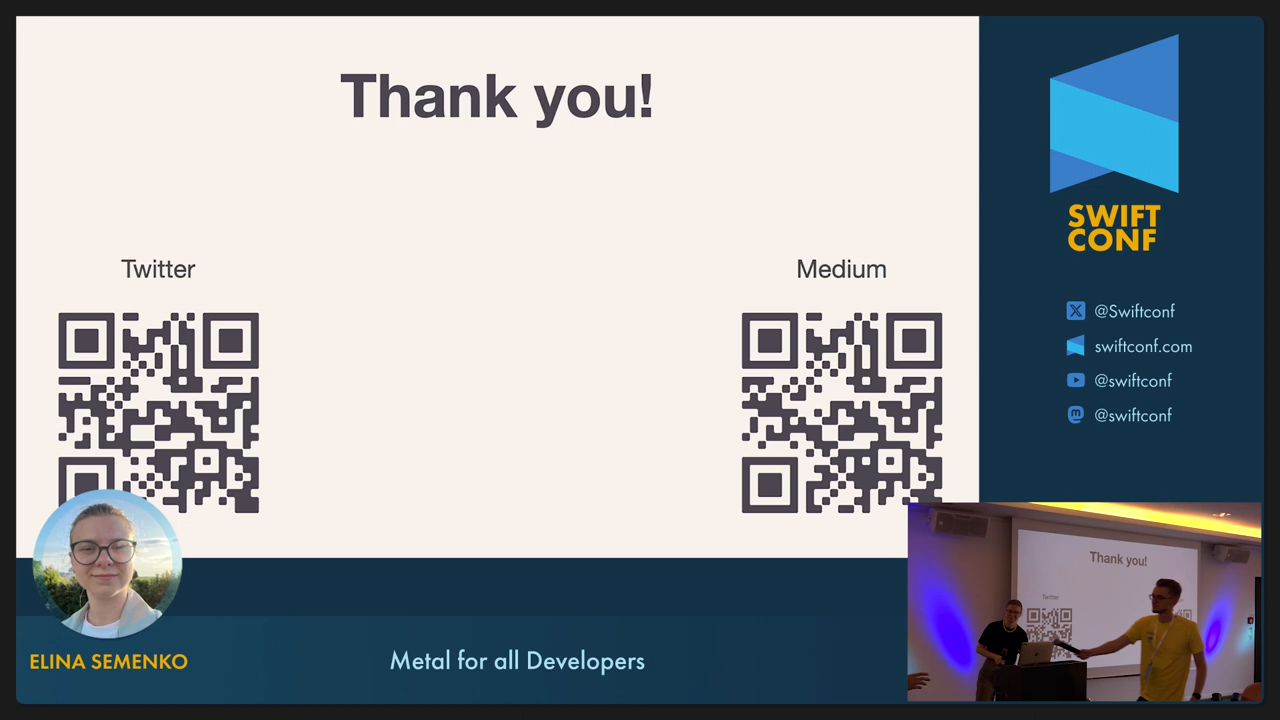 Thank you!
Twitter
Medium
SWIFT
CONF
@Swiftconf
swiftconf.com
@swiftconf
@swiftconf
ELINA SEMENKO
Metal for all Developers
Thank you!
Twitter